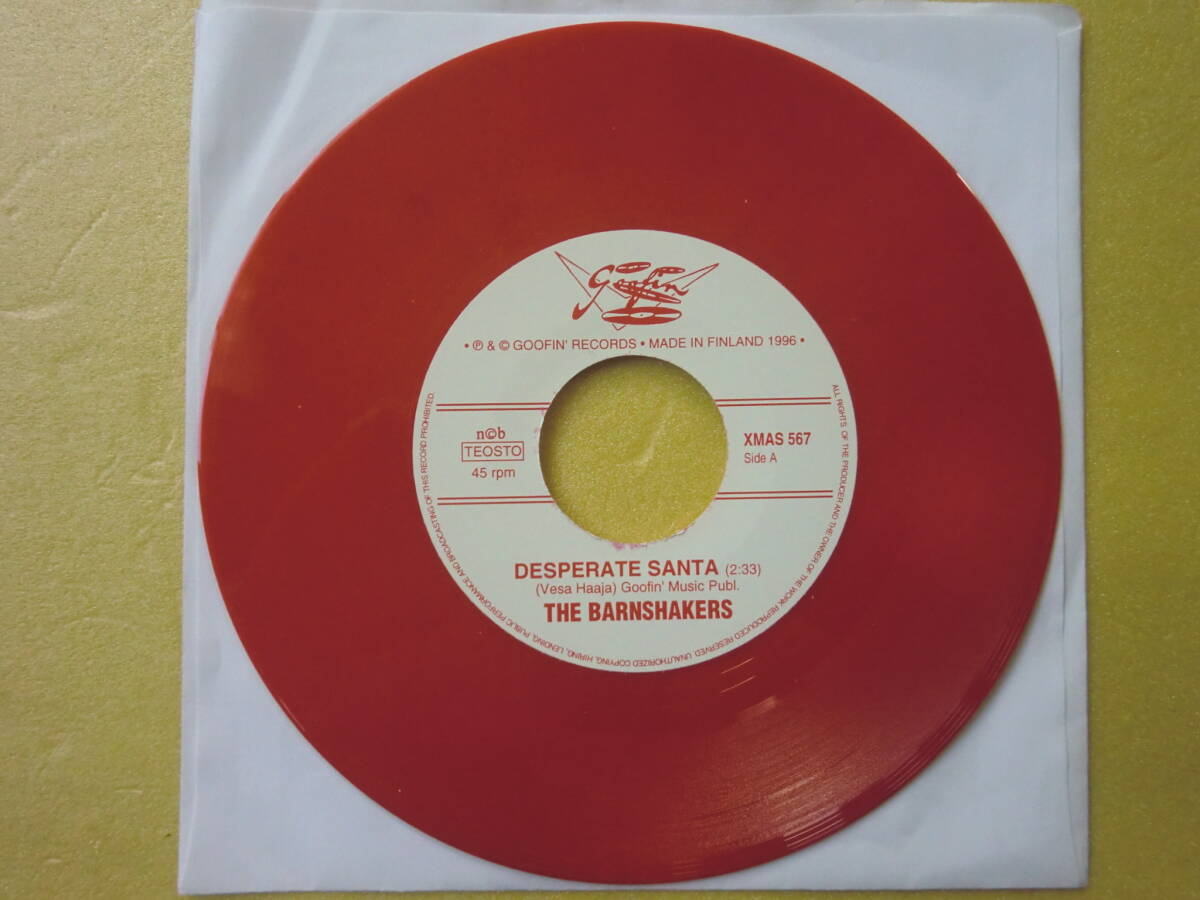 Goofin
• ℗ & © GOOFIN' RECORDS • MADE IN FINLAND 1996 •
n©b
TEOSTO
45 rpm
XMAS 567
Side A
DESPERATE SANTA (2:33)
(Vesa Haaja) Goofin' Music Publ.
THE BARNSHAKERS
ALL RIGHTS OF THE PRODUCER AND THE OWNER OF THE WORK REPRODUCED RESERVED. UNAUTHORIZED COPYING, HIRING, LENDING, PUBLIC PERFORMANCE AND BROADCASTING OF THIS RECORD PROHIBITED.